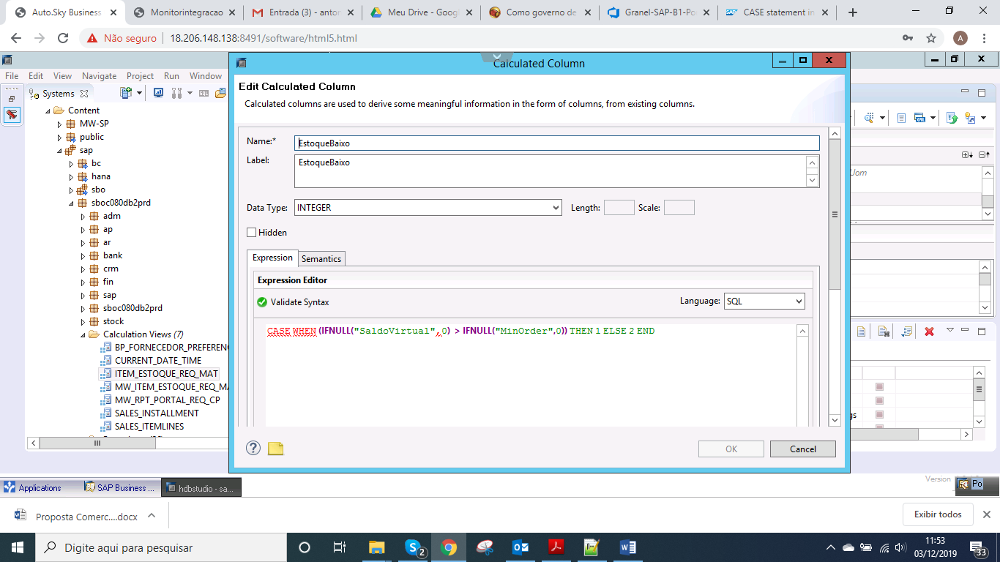 Auto.Sky Business
Monitorintegracao
Entrada (3) - anton
Meu Drive - Goog
Como governo de
Granel-SAP-B1-Po
CASE statement in
Não seguro
18.206.148.138:8491/software/html5.html
A
Calculated Column
File Edit View Navigate Project Run Window
Edit Calculated Column
Calculated columns are used to derive some meaningful information in the form of columns, from existing columns.
Systems
Content
MW-SP
public
sap
bc
hana
sbo
sboc080db2prd
adm
ap
ar
bank
crm
fin
sap
sboc080db2prd
stock
Calculation Views (7)
BP_FORNECEDOR_PREFEREN
CURRENT_DATE_TIME
ITEM_ESTOQUE_REQ_MAT
MW_ITEM_ESTOQUE_REQ_MA
MW_RPT_PORTAL_REQ_CP
SALES_INSTALLMENT
SALES_ITEMLINES
Name:* EstoqueBaixo
Label: EstoqueBaixo
Data Type: INTEGER Length: Scale:
Hidden
Expression Semantics
Expression Editor
Validate Syntax Language: SQL
CASE WHEN (IFNULL("SaldoVirtual",0) > IFNULL("MinOrder",0)) THEN 1 ELSE 2 END
OK Cancel
SQL
XML
Uom
gs
Applications
SAP Business ...
hdbstudio - sa...
Version
Po
Proposta Comerc....docx
Exibir todos
Digite aqui para pesquisar
2
11:53
03/12/2019
33